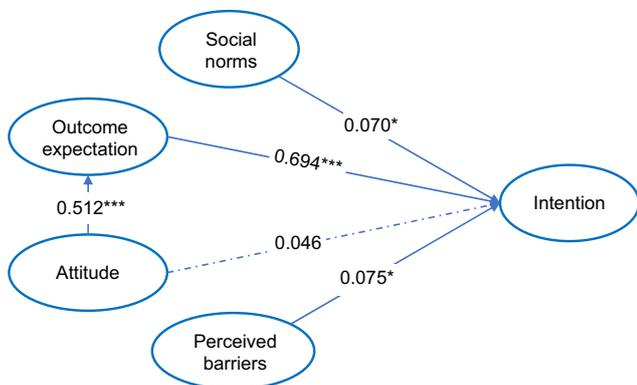 Social
norms
0.070*
Outcome
expectation
0.694***
0.512***
Intention
0.046
Attitude
0.075*
Perceived
barriers